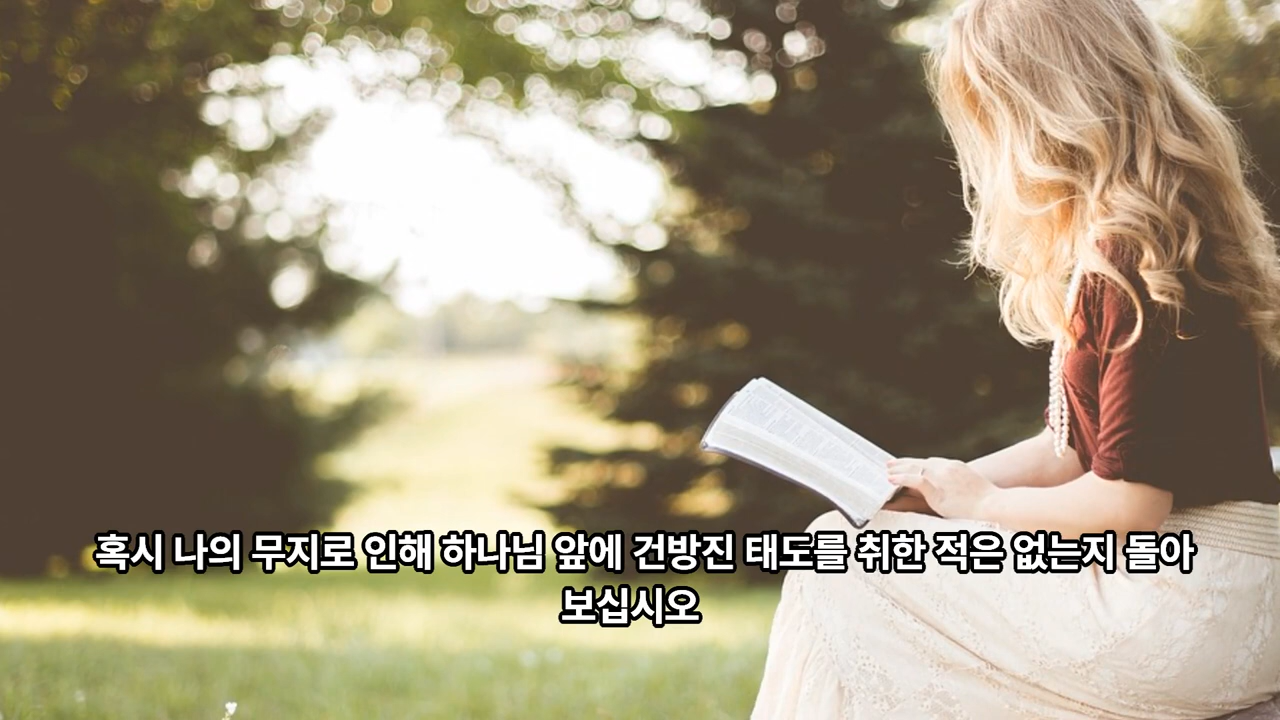 혹시 나의 무지로 인해 하나님 앞에 건방진 태도를 취한 적은 없는지 돌아
보십시오